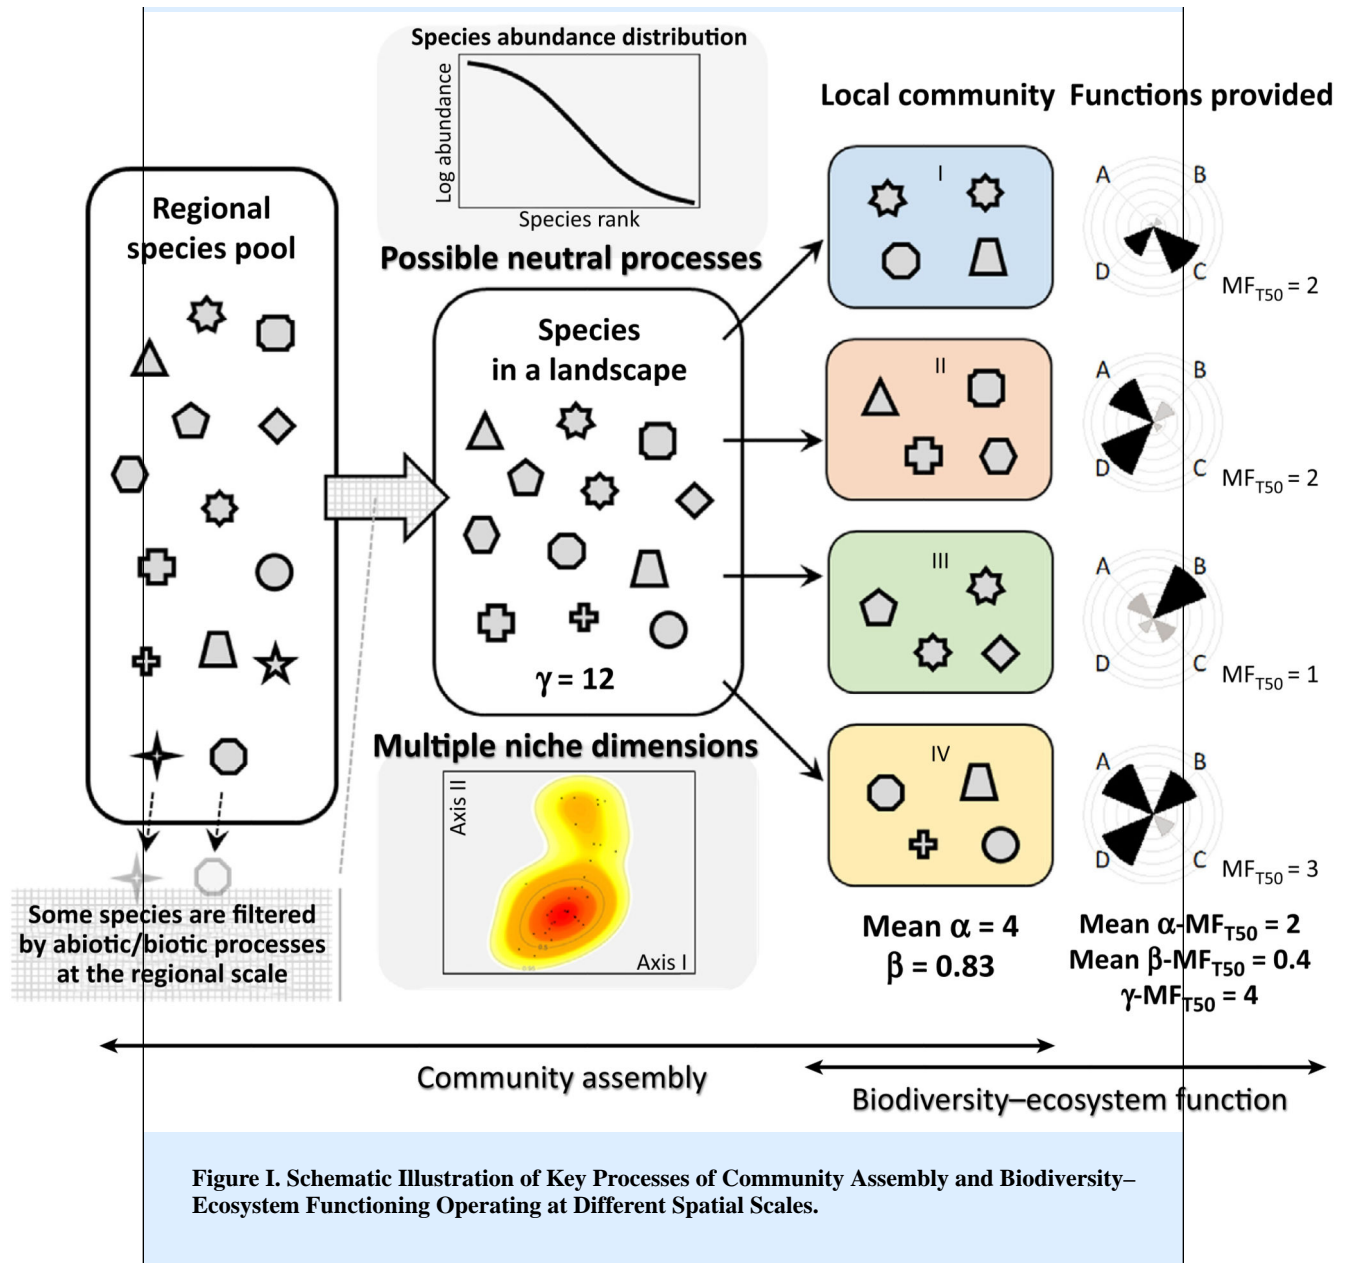 Species abundance distribution
Log abundance
Species rank
Possible neutral processes
Regional
species pool
Species
in a landscape
γ = 12
Multiple niche dimensions
Axis II
Axis I
0.5
Some species are filtered
by abiotic/biotic processes
at the regional scale
Local community
I
II
III
IV
Mean α = 4
β = 0.83
Functions provided
A B
D C
MFT50 = 2
A B
D C
MFT50 = 2
A B
D C
MFT50 = 1
A B
D C
MFT50 = 3
Mean α-MFT50 = 2
Mean β-MFT50 = 0.4
γ-MFT50 = 4
Community assembly
Biodiversity–ecosystem function
Figure I. Schematic Illustration of Key Processes of Community Assembly and Biodiversity–
Ecosystem Functioning Operating at Different Spatial Scales.